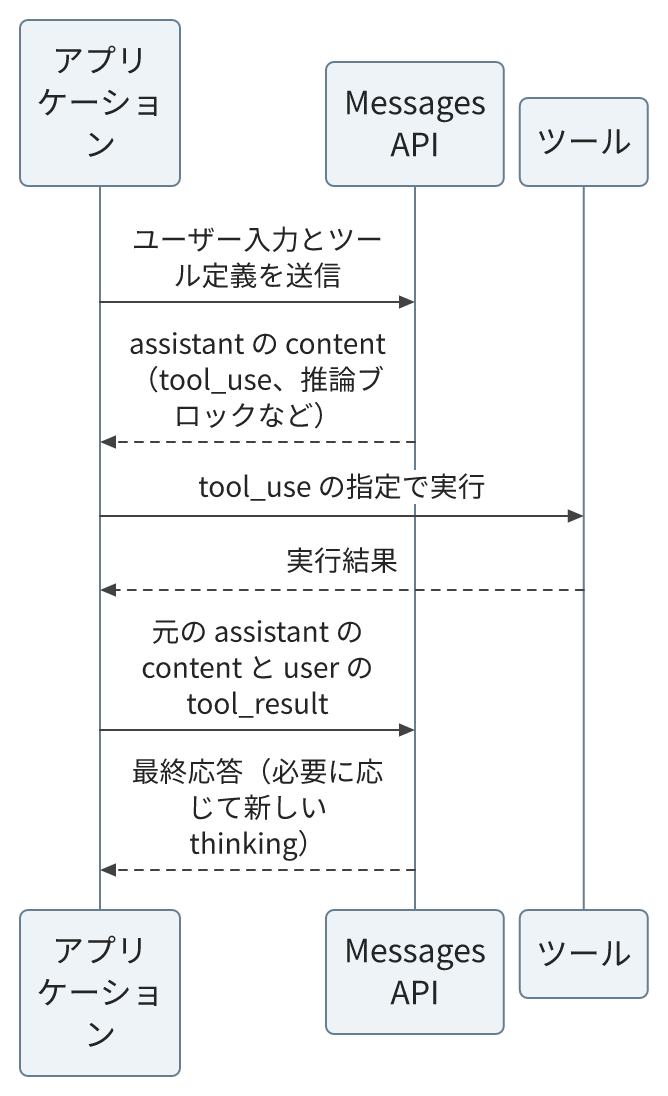 アプリ
ケーショ
ン
Messages
API
ツール
ユーザー入力とツー
ル定義を送信
assistant の content
（tool_use、推論ブ
ロックなど）
tool_use の指定で実行
実行結果
元の assistant の
content と user の
tool_result
最終応答（必要に応
じて新しい
thinking）
アプリ
ケーショ
ン
Messages
API
ツール